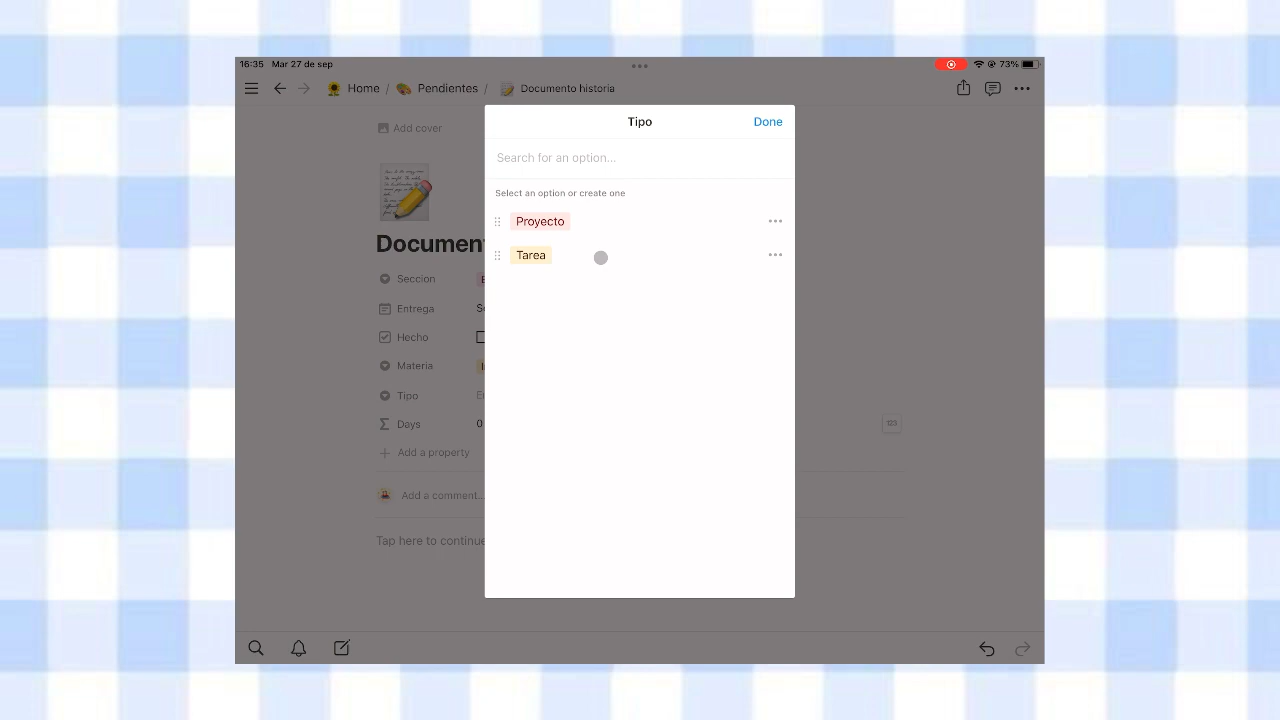 16:35 Mar 27 de sep 73%
Home / Pendientes / Documento historia
Tipo Done
Add cover
Search for an option...
Select an option or create one
Proyecto
Document
Tarea
Seccion
Entrega
Hecho
Materia
Tipo
Days 0
123
Add a property
Add a comment...
Tap here to continue